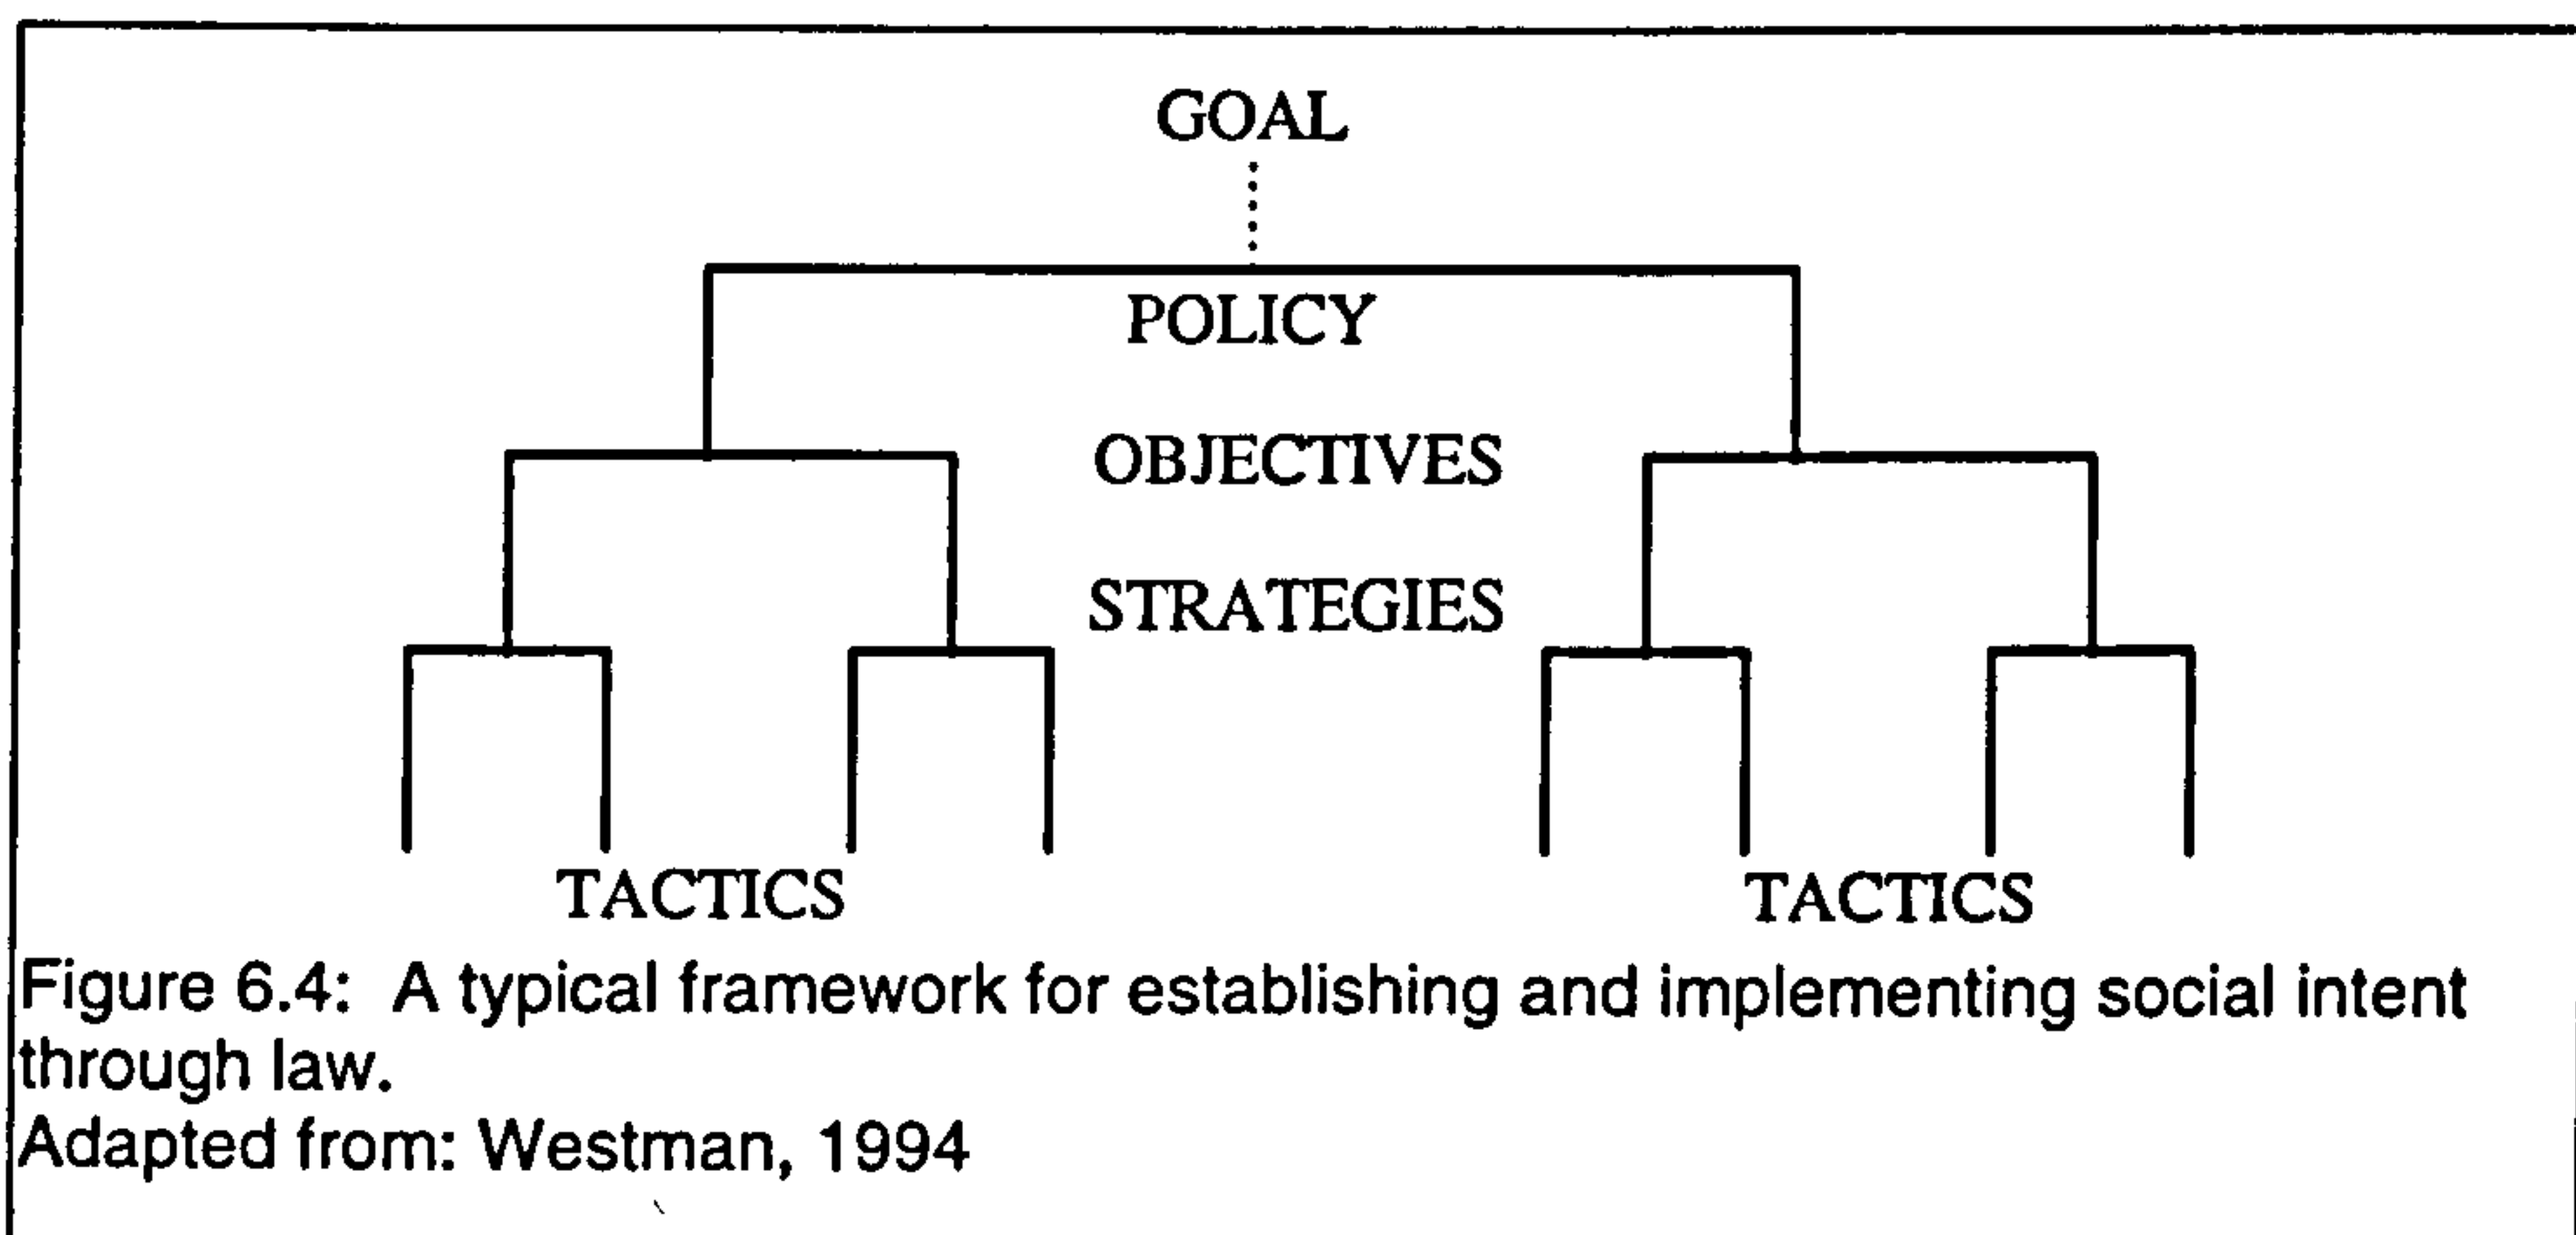 GOAL
POLICY
OBJECTIVES
STRATEGIES
TACTICS TACTICS
Figure 6.4: A typical framework for establishing and implementing social intent
through law.
Adapted from: Westman, 1994